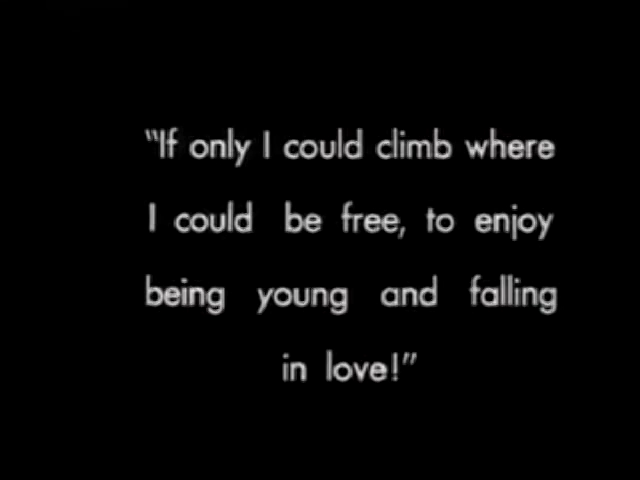 "If only I could climb where
I could be free, to enjoy
being young and falling
in love!"